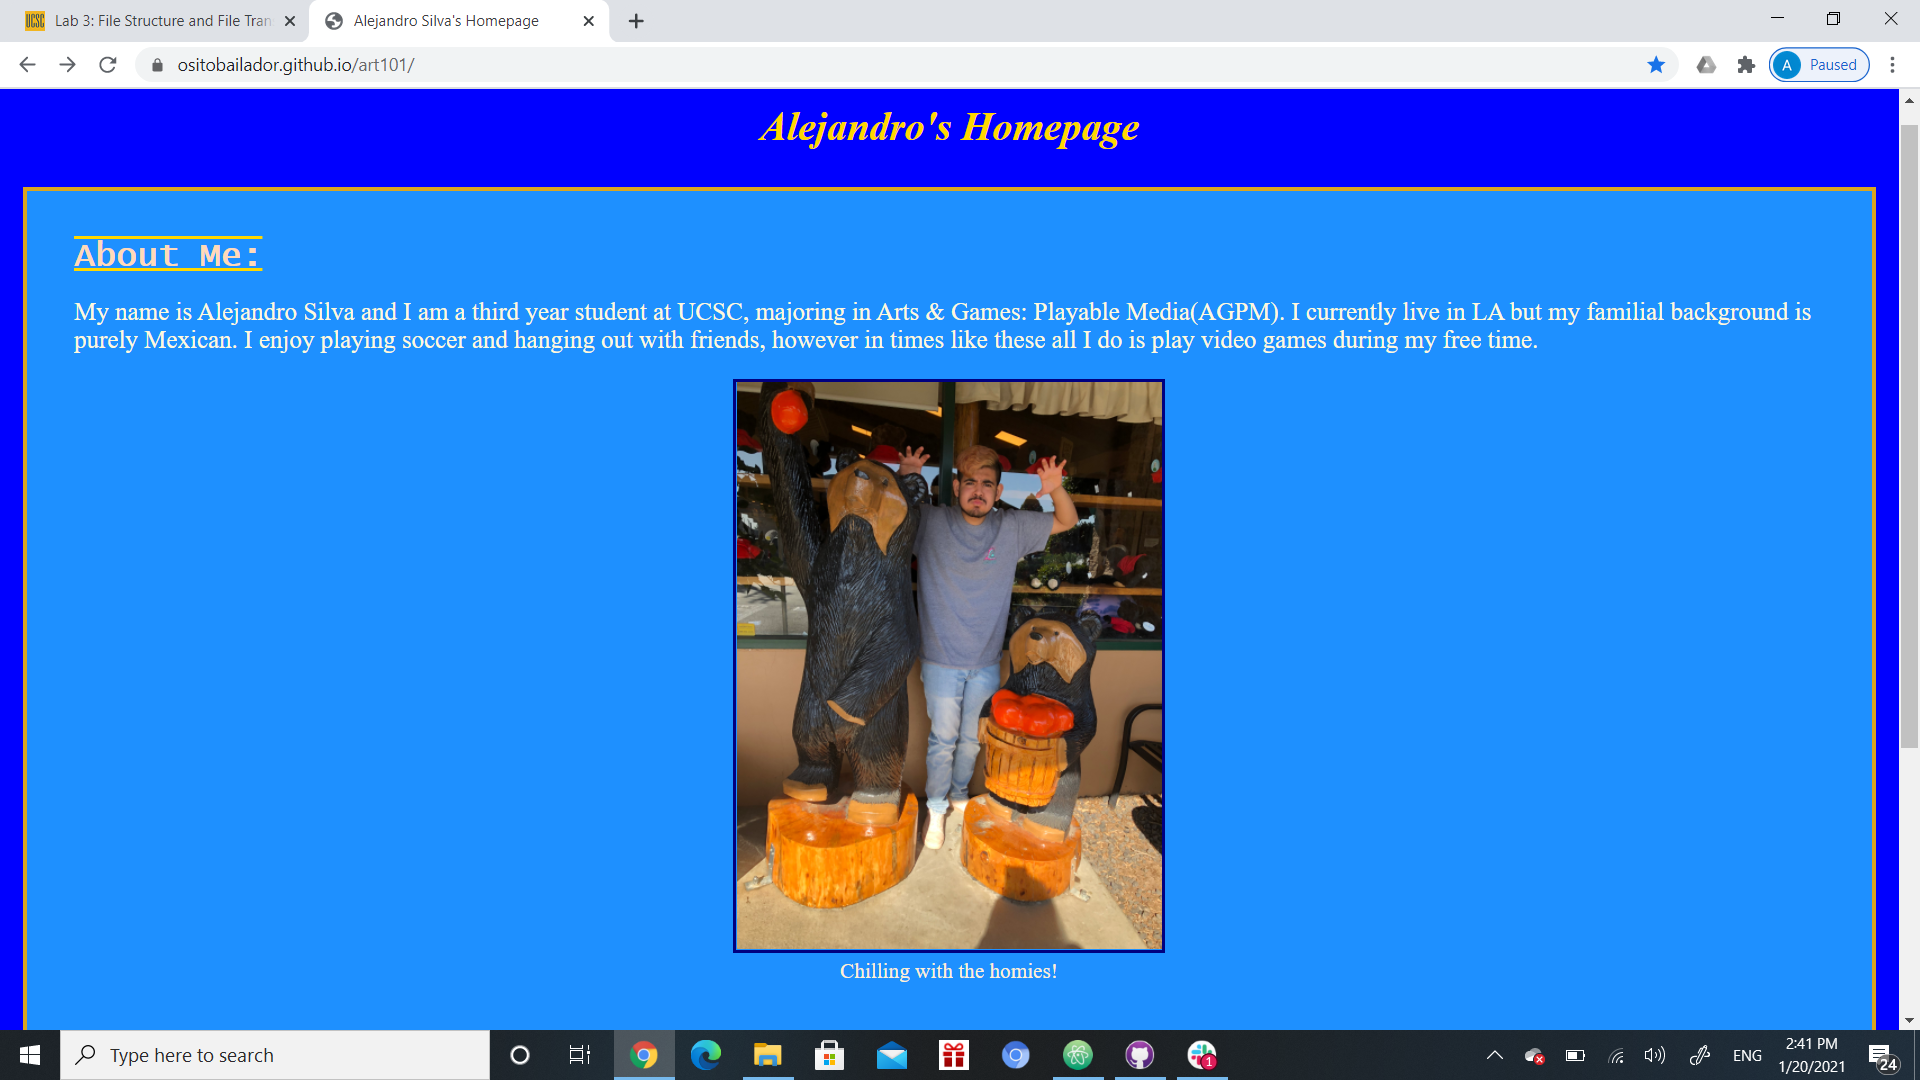 UCSC
Lab 3: File Structure and File Tran
Alejandro Silva's Homepage
ositobailador.github.io/art101/
A
Paused
Alejandro's Homepage
About Me:
My name is Alejandro Silva and I am a third year student at UCSC, majoring in Arts & Games: Playable Media(AGPM). I currently live in LA but my familial background is
purely Mexican. I enjoy playing soccer and hanging out with friends, however in times like these all I do is play video games during my free time.
Chilling with the homies!
Type here to search
1
ENG
2:41 PM
1/20/2021
24